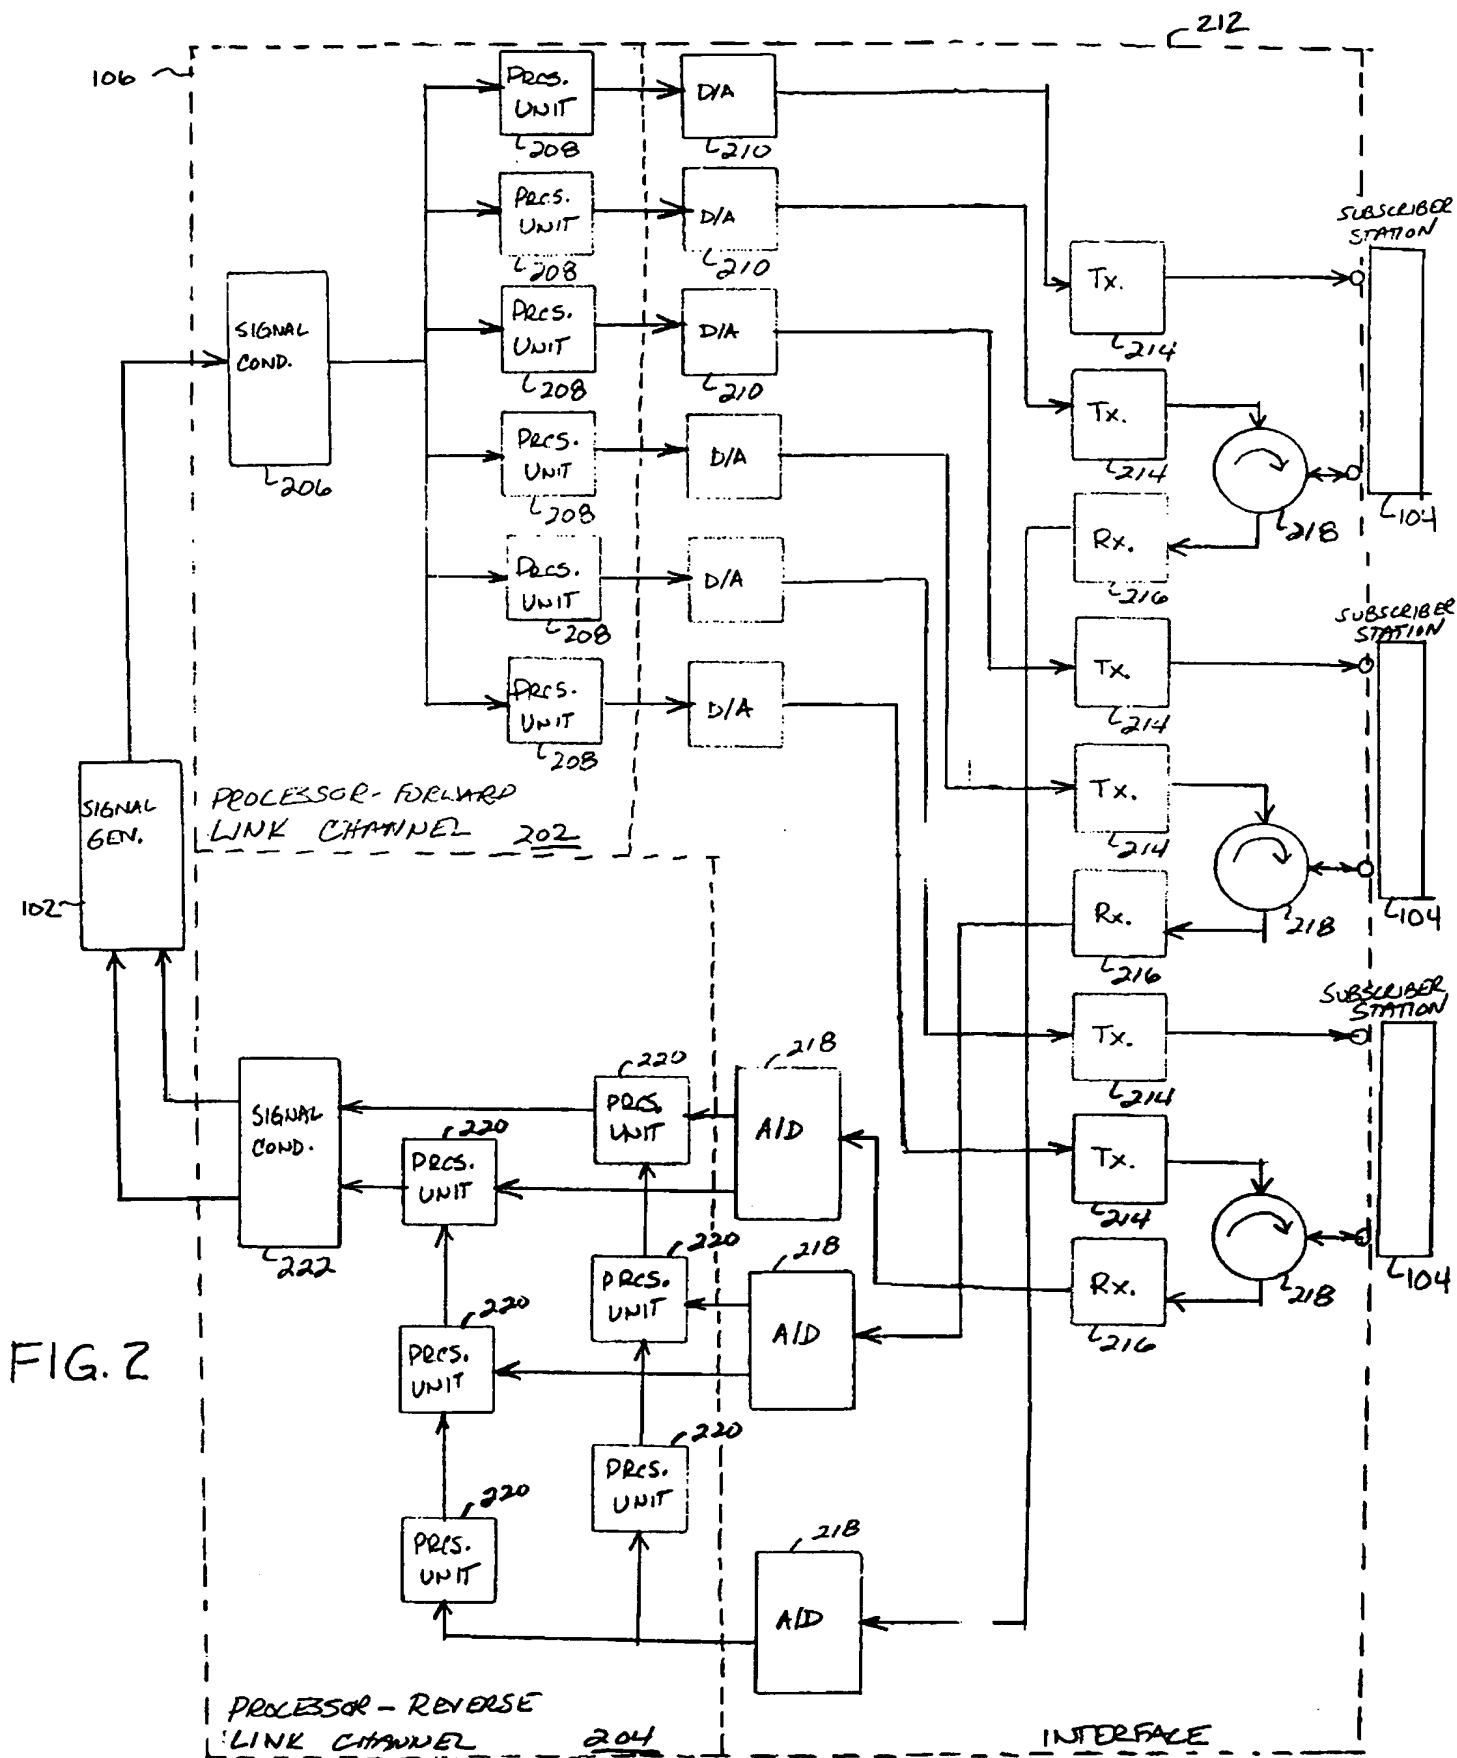 212
106
PRCS.
UNIT
208
D/A
210
PRCS.
UNIT
208
D/A
210
SUBSCRIBER
STATION
SIGNAL
COND.
206
PRCS.
UNIT
208
D/A
210
TX.
214
TX.
214
218
104
PRCS.
UNIT
208
D/A
RX.
216
PRCS.
UNIT
208
D/A
SUBSCRIBER
STATION
TX.
214
PRCS.
UNIT
208
D/A
SIGNAL
GEN.
102
PROCESSOR-FORWARD
LINK CHANNEL 202
TX.
214
218
104
RX.
216
SUBSCRIBER
STATION
TX.
214
SIGNAL
COND.
222
220
PRCS.
UNIT
218
A/D
220
PRCS.
UNIT
TX.
214
218
104
220
PRCS.
UNIT
218
A/D
RX.
216
220
PRCS.
UNIT
FIG. 2
220
PRCS.
UNIT
220
PRCS.
UNIT
218
A/D
PROCESSOR-REVERSE
LINK CHANNEL 204
INTERFACE